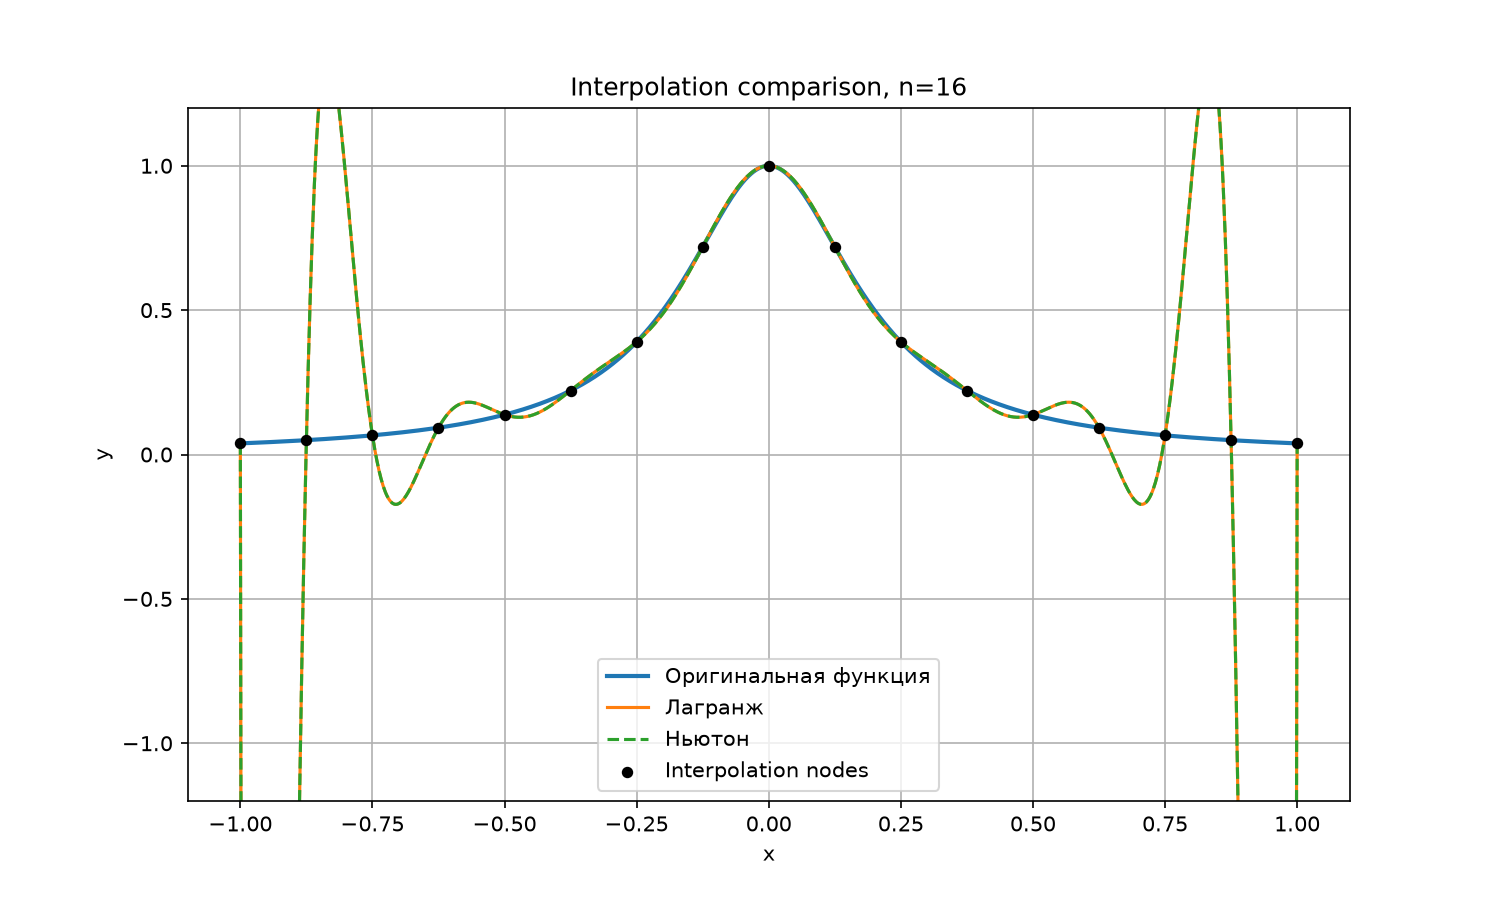 Interpolation comparison, n=16
1.0
0.5
0.0
−0.5
−1.0
y
Оригинальная функция
Лагранж
Ньютон
Interpolation nodes
−1.00 −0.75 −0.50 −0.25 0.00 0.25 0.50 0.75 1.00
x